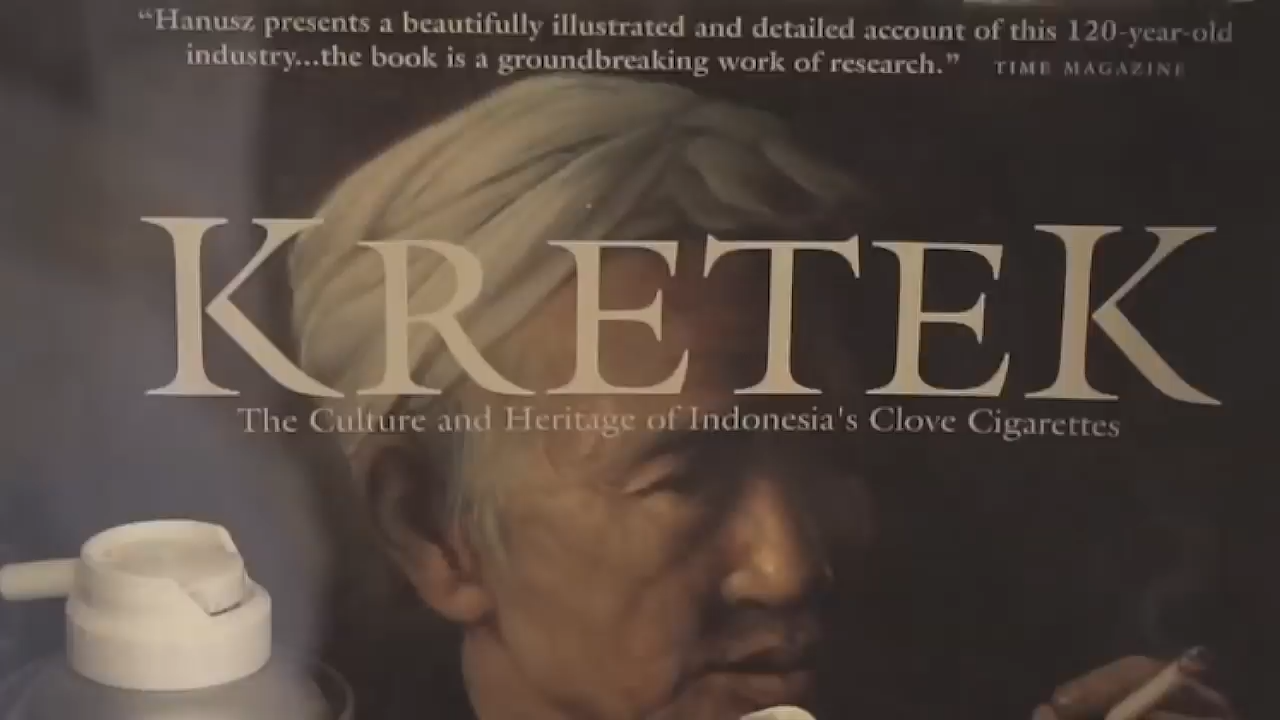 “Hanusz presents a beautifully illustrated and detailed account of this 120-year-old
industry...the book is a groundbreaking work of research.” TIME MAGAZINE
KRETEK
The Culture and Heritage of Indonesia's Clove Cigarettes